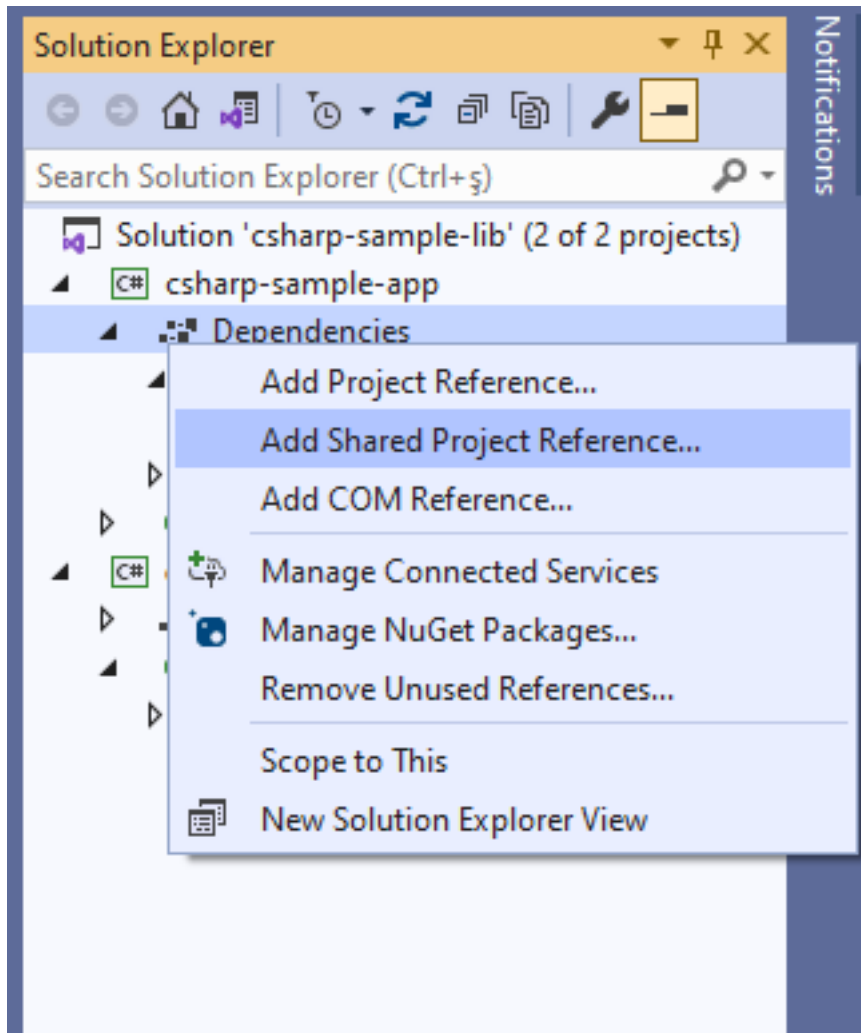 Solution Explorer
Notifications
Search Solution Explorer (Ctrl+ş)
Solution 'csharp-sample-lib' (2 of 2 projects)
C# csharp-sample-app
Dependencies
Add Project Reference...
Add Shared Project Reference...
Add COM Reference...
C#
Manage Connected Services
Manage NuGet Packages...
Remove Unused References...
Scope to This
New Solution Explorer View